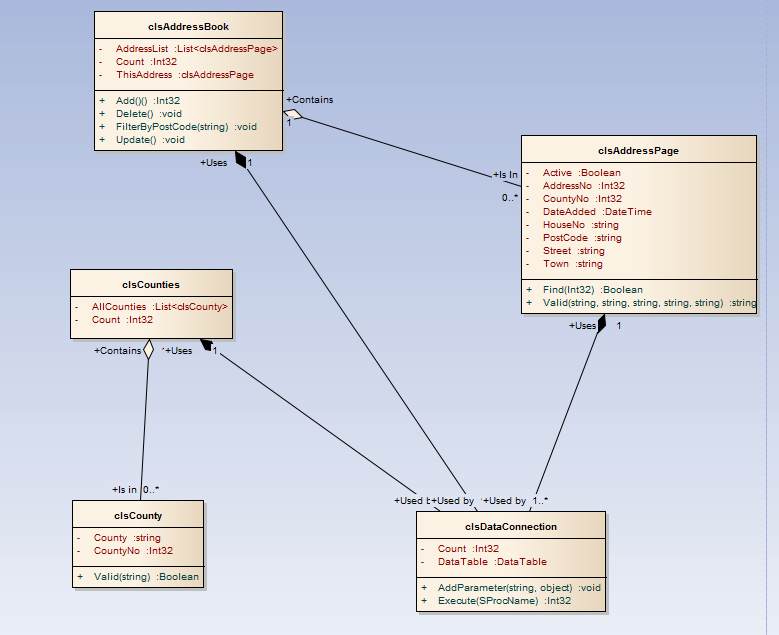 clsAddressBook
- AddressList :List<clsAddressPage>
- Count :Int32
- ThisAddress :clsAddressPage
+ Add()() :Int32
+ Delete() :void
+ FilterByPostCode(string) :void
+ Update() :void
+Contains
1
+Uses 1
+Is In
0..*
clsAddressPage
- Active :Boolean
- AddressNo :Int32
- CountyNo :Int32
- DateAdded :DateTime
- HouseNo :string
- PostCode :string
- Street :string
- Town :string
+ Find(Int32) :Boolean
+ Valid(string, string, string, string, string) :string
+Uses 1
clsCounties
- AllCounties :List<clsCounty>
- Count :Int32
+Contains +Uses 1
+Is in 0..*
clsCounty
- County :string
- CountyNo :Int32
+ Valid(string) :Boolean
+Used +Used by +Used by 1..*
clsDataConnection
- Count :Int32
- DataTable :DataTable
+ AddParameter(string, object) :void
+ Execute(SProcName) :Int32